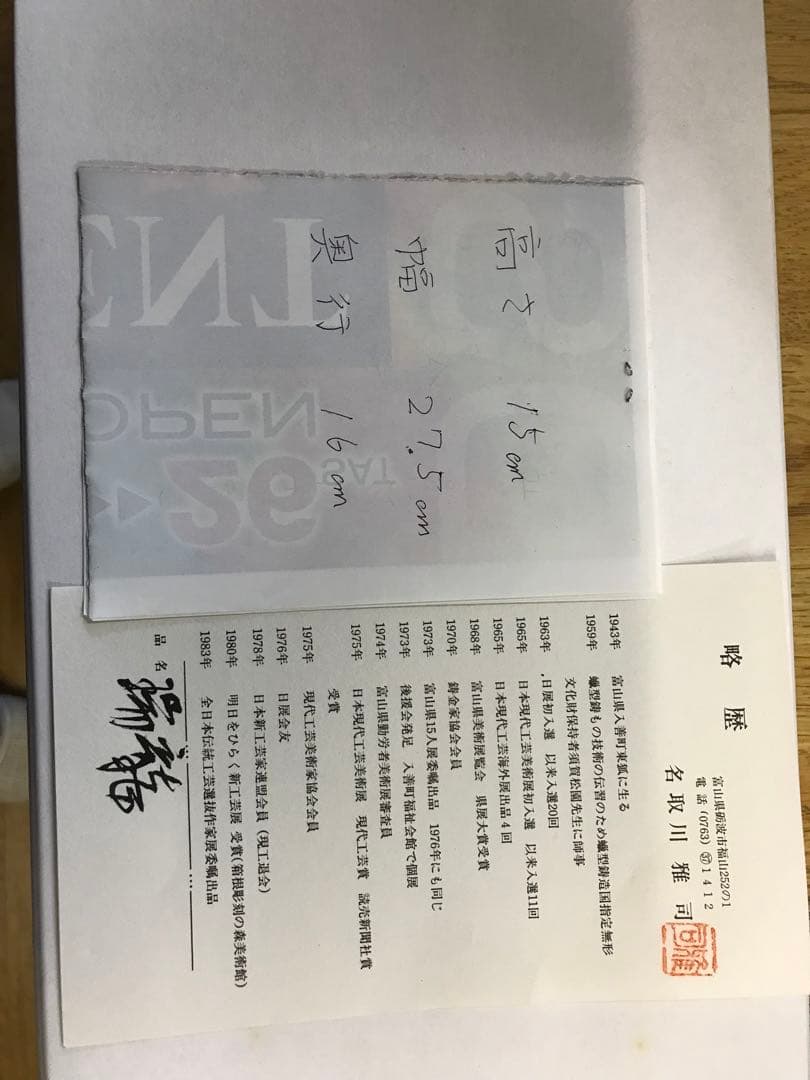 高さ 15cm
幅 27.5cm
奥行 16cm
OPEN
26
SAT
略歴
富山県砺波市福山252の1
電話(0763)㊲1412
名取川雅司
1943年 富山県入善町東狐に生る
1959年 蠟型鋳もの技術の伝習のため蠟型鋳造国指定無形
文化財保持者須賀松園先生に師事
1963年 日展初入選 以来入選20回
1965年 日本現代工芸美術展初入選 以来入選11回
1965年 日本現代工芸海外展出品4回
1968年 富山県美術展覧会 県展大賞受賞
1970年 鋳金家協会会員
1973年 富山県15人展委嘱出品 1976年にも同じ
1973年 後援会発足 入善町福祉会館で個展
1974年 富山県勤労者美術展審査員
1975年 日本現代工芸美術展 現代工芸賞 読売新聞社賞
受賞
1975年 現代工芸美術家協会会員
1976年 日展会友
1978年 日本新工芸家連盟会員(現工退会)
1980年 明日をひらく新工芸展 受賞(箱根彫刻の森美術館)
1983年 全日本伝統工芸選抜作家展委嘱出品
品名